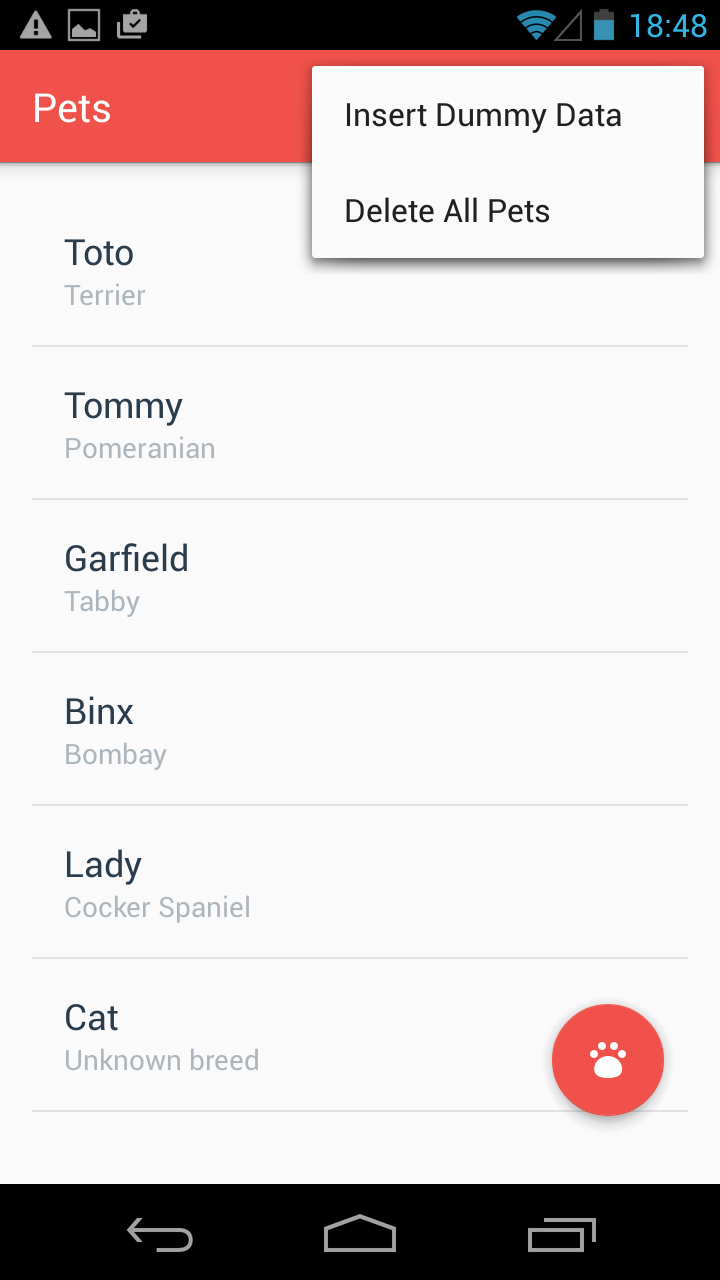 18:48
Pets
Insert Dummy Data
Delete All Pets
Toto
Terrier
Tommy
Pomeranian
Garfield
Tabby
Binx
Bombay
Lady
Cocker Spaniel
Cat
Unknown breed